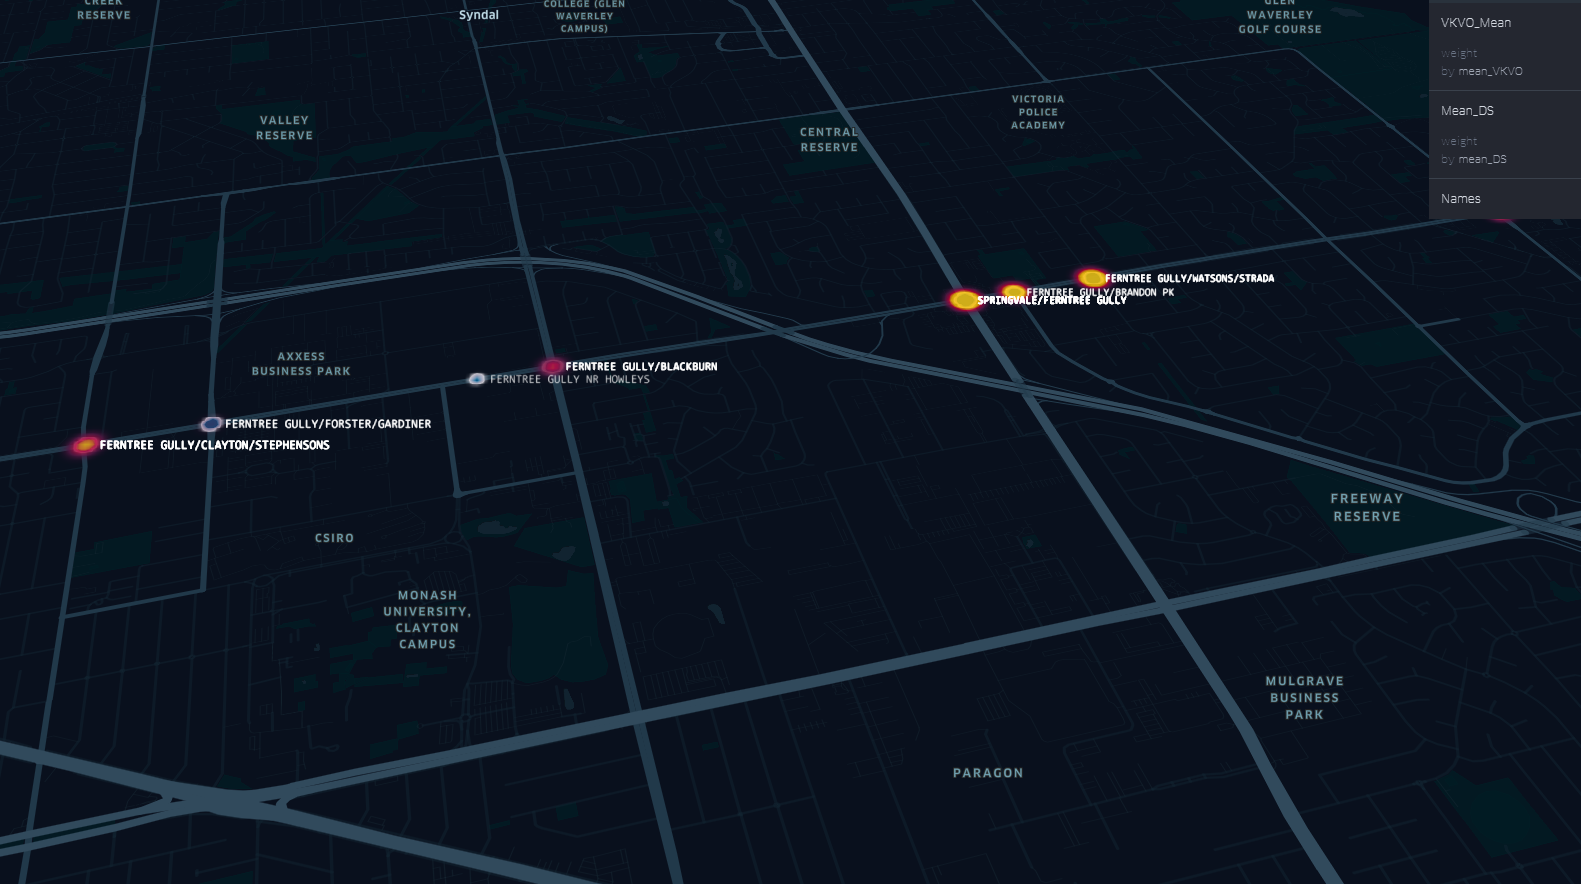 CREEK
RESERVE
Syndal
COLLEGE (GLEN
WAVERLEY
CAMPUS)
GLEN
WAVERLEY
GOLF COURSE
VKVO_Mean
weight
by mean_VKVO
Mean_DS
weight
by mean_DS
Names
VALLEY
RESERVE
CENTRAL
RESERVE
VICTORIA
POLICE
ACADEMY
FERNTREE GULLY/WATSONS/STRADA
FERNTREE GULLY/BRANDON PK
SPRINGVALE/FERNTREE GULLY
AXXESS
BUSINESS PARK
FERNTREE GULLY/BLACKBURN
FERNTREE GULLY NR HOWLEYS
FERNTREE GULLY/FORSTER/GARDINER
FERNTREE GULLY/CLAYTON/STEPHENSONS
FREEWAY
RESERVE
CSIRO
MONASH
UNIVERSITY,
CLAYTON
CAMPUS
MULGRAVE
BUSINESS
PARK
PARAGON